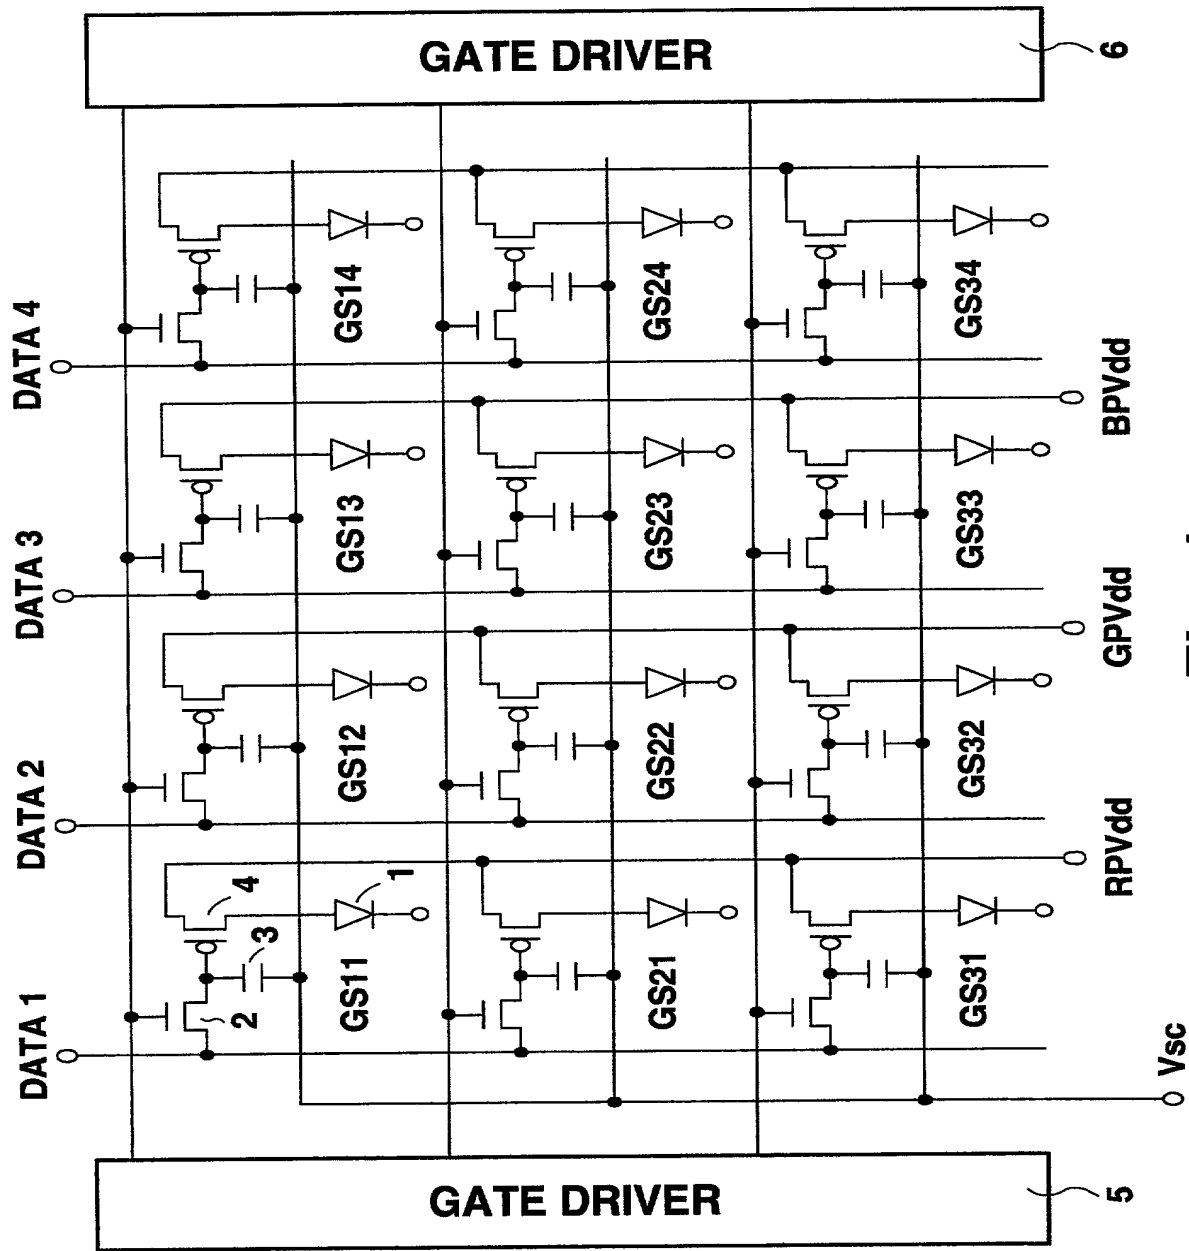 GATE DRIVER
6
DATA 4
DATA 3
DATA 2
DATA 1
GS14
GS24
GS34
BPVdd
GS13
GS23
GS33
GPVdd
GS12
GS22
GS32
RPVdd
4
1
3
2
GS11
GS21
GS31
Vsc
GATE DRIVER
5